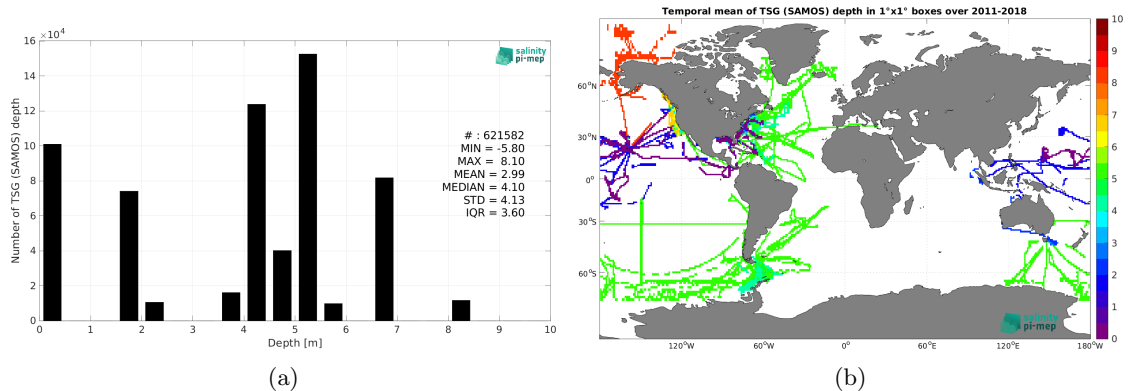 ×10⁴
16
14
12
10
8
6
4
2
0
Number of TSG (SAMOS) depth
0 1 2 3 4 5 6 7 8 9 10
Depth [m]
salinity
pi-mep
# : 621582
MIN = -5.80
MAX = 8.10
MEAN = 2.99
MEDIAN = 4.10
STD = 4.13
IQR = 3.60
(a)
Temporal mean of TSG (SAMOS) depth in 1°x1° boxes over 2011-2018
60°N
30°N
0°
30°S
60°S
120°W 60°W 0° 60°E 120°E 180°W
salinity
pi-mep
10
9
8
7
6
5
4
3
2
1
0
(b)